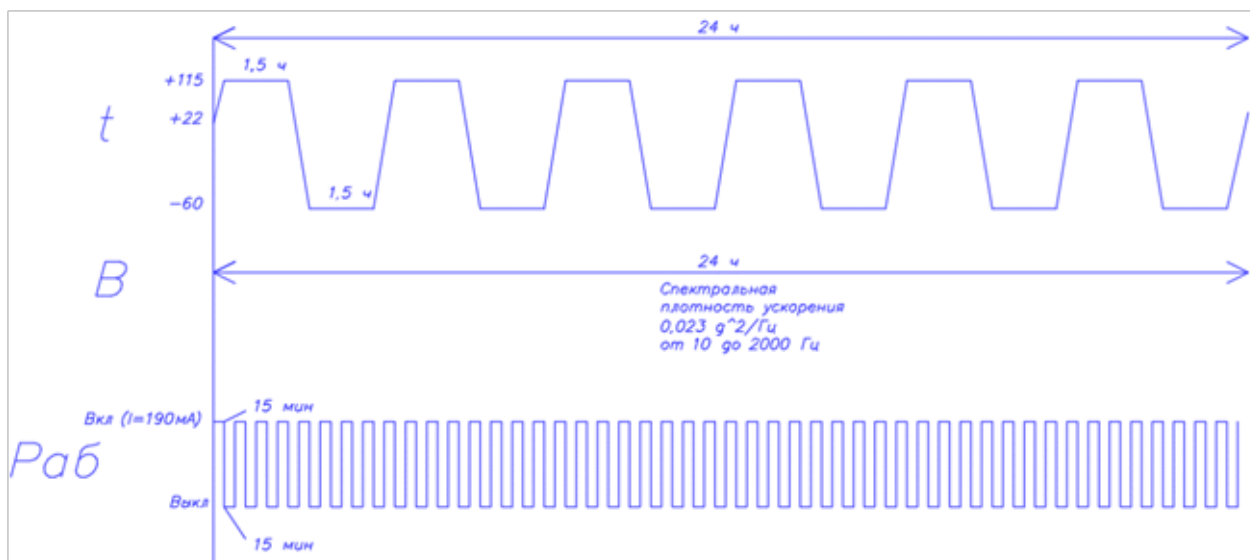 24 ч
1,5 ч
+115
t
+22
1,5 ч
-60
24 ч
В
Спектральная
плотность ускорения
0,023 g^2/Гц
от 10 до 2000 Гц
15 мин
Вкл (I=190мА)
Раб
Выкл
15 мин